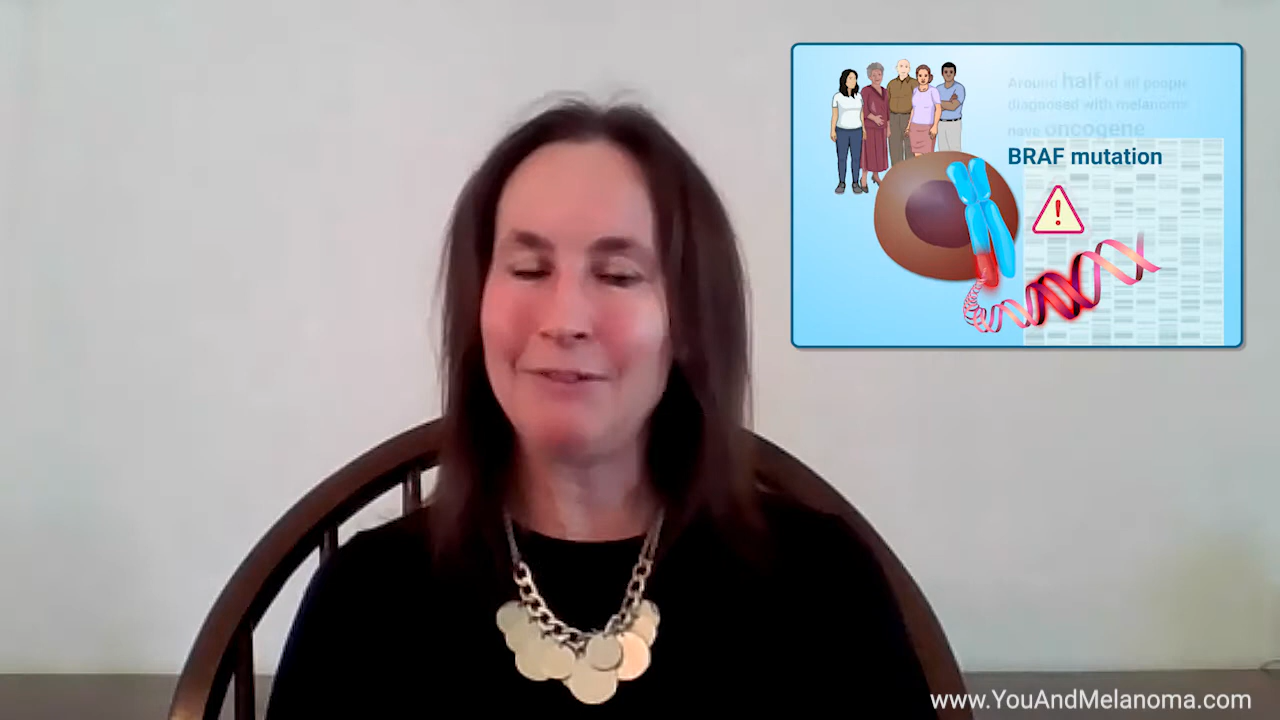 Around half of all people
diagnosed with melanoma
have oncogene
BRAF mutation
www.YouAndMelanoma.com